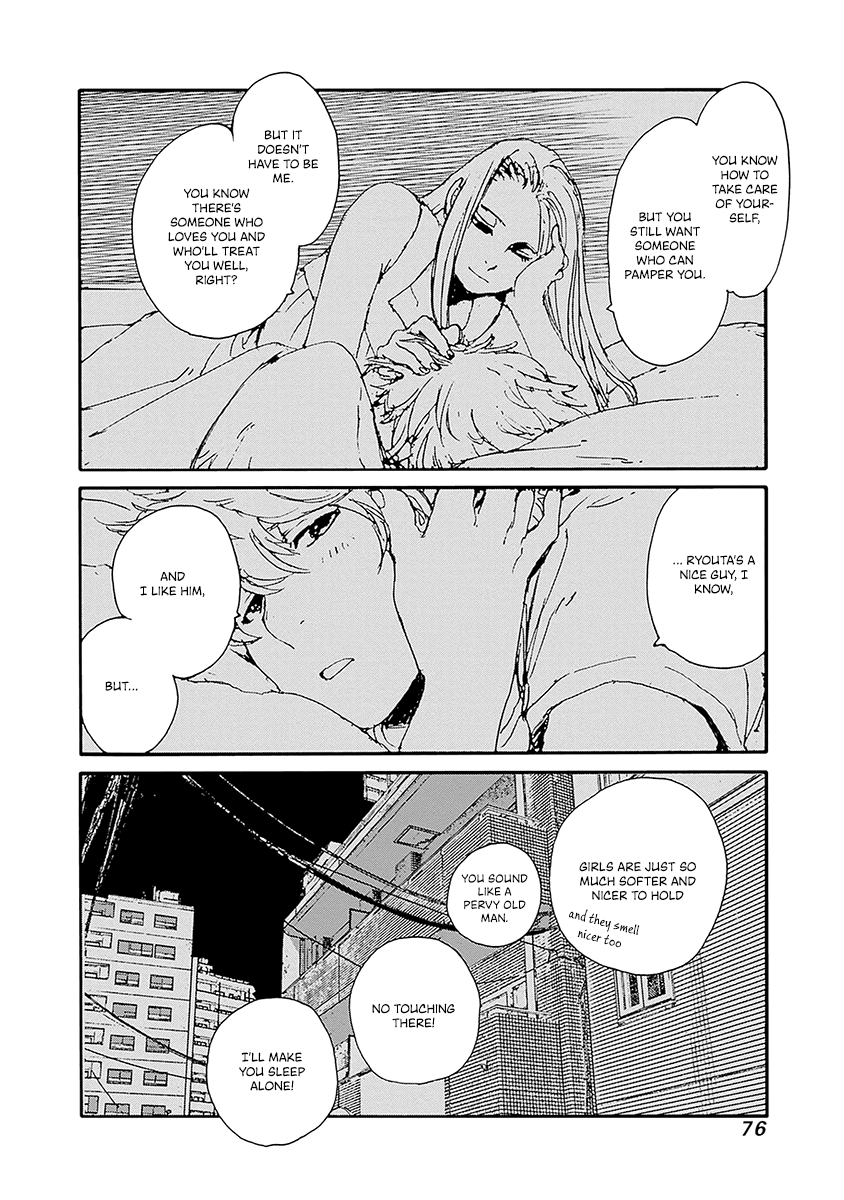 YOU KNOW
HOW TO
TAKE CARE
OF YOUR-
SELF,
BUT YOU
STILL WANT
SOMEONE
WHO CAN
PAMPER YOU.
BUT IT
DOESN'T
HAVE TO BE
ME.
YOU KNOW
THERE'S
SOMEONE WHO
LOVES YOU AND
WHO'LL TREAT
YOU WELL,
RIGHT?
... RYOUTA'S A
NICE GUY, I
KNOW,
AND
I LIKE HIM,
BUT...
GIRLS ARE JUST SO
MUCH SOFTER AND
NICER TO HOLD
and they smell
nicer too
YOU SOUND
LIKE A
PERVY OLD
MAN.
NO TOUCHING
THERE!
I'LL MAKE
YOU SLEEP
ALONE!
76